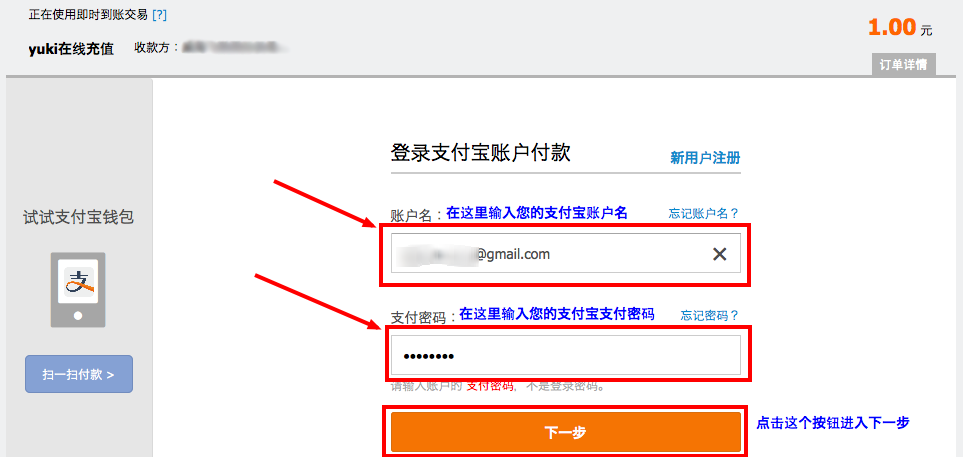 正在使用即时到账交易 [?]
yuki在线充值 收款方：
1.00 元
订单详情
登录支付宝账户付款
新用户注册
试试支付宝钱包
账户名：在这里输入您的支付宝账户名 忘记账户名？
@gmail.com
支
支付密码：在这里输入您的支付宝支付密码 忘记密码？
扫一扫付款 >
请输入账户的 支付密码，不是登录密码。
下一步
点击这个按钮进入下一步